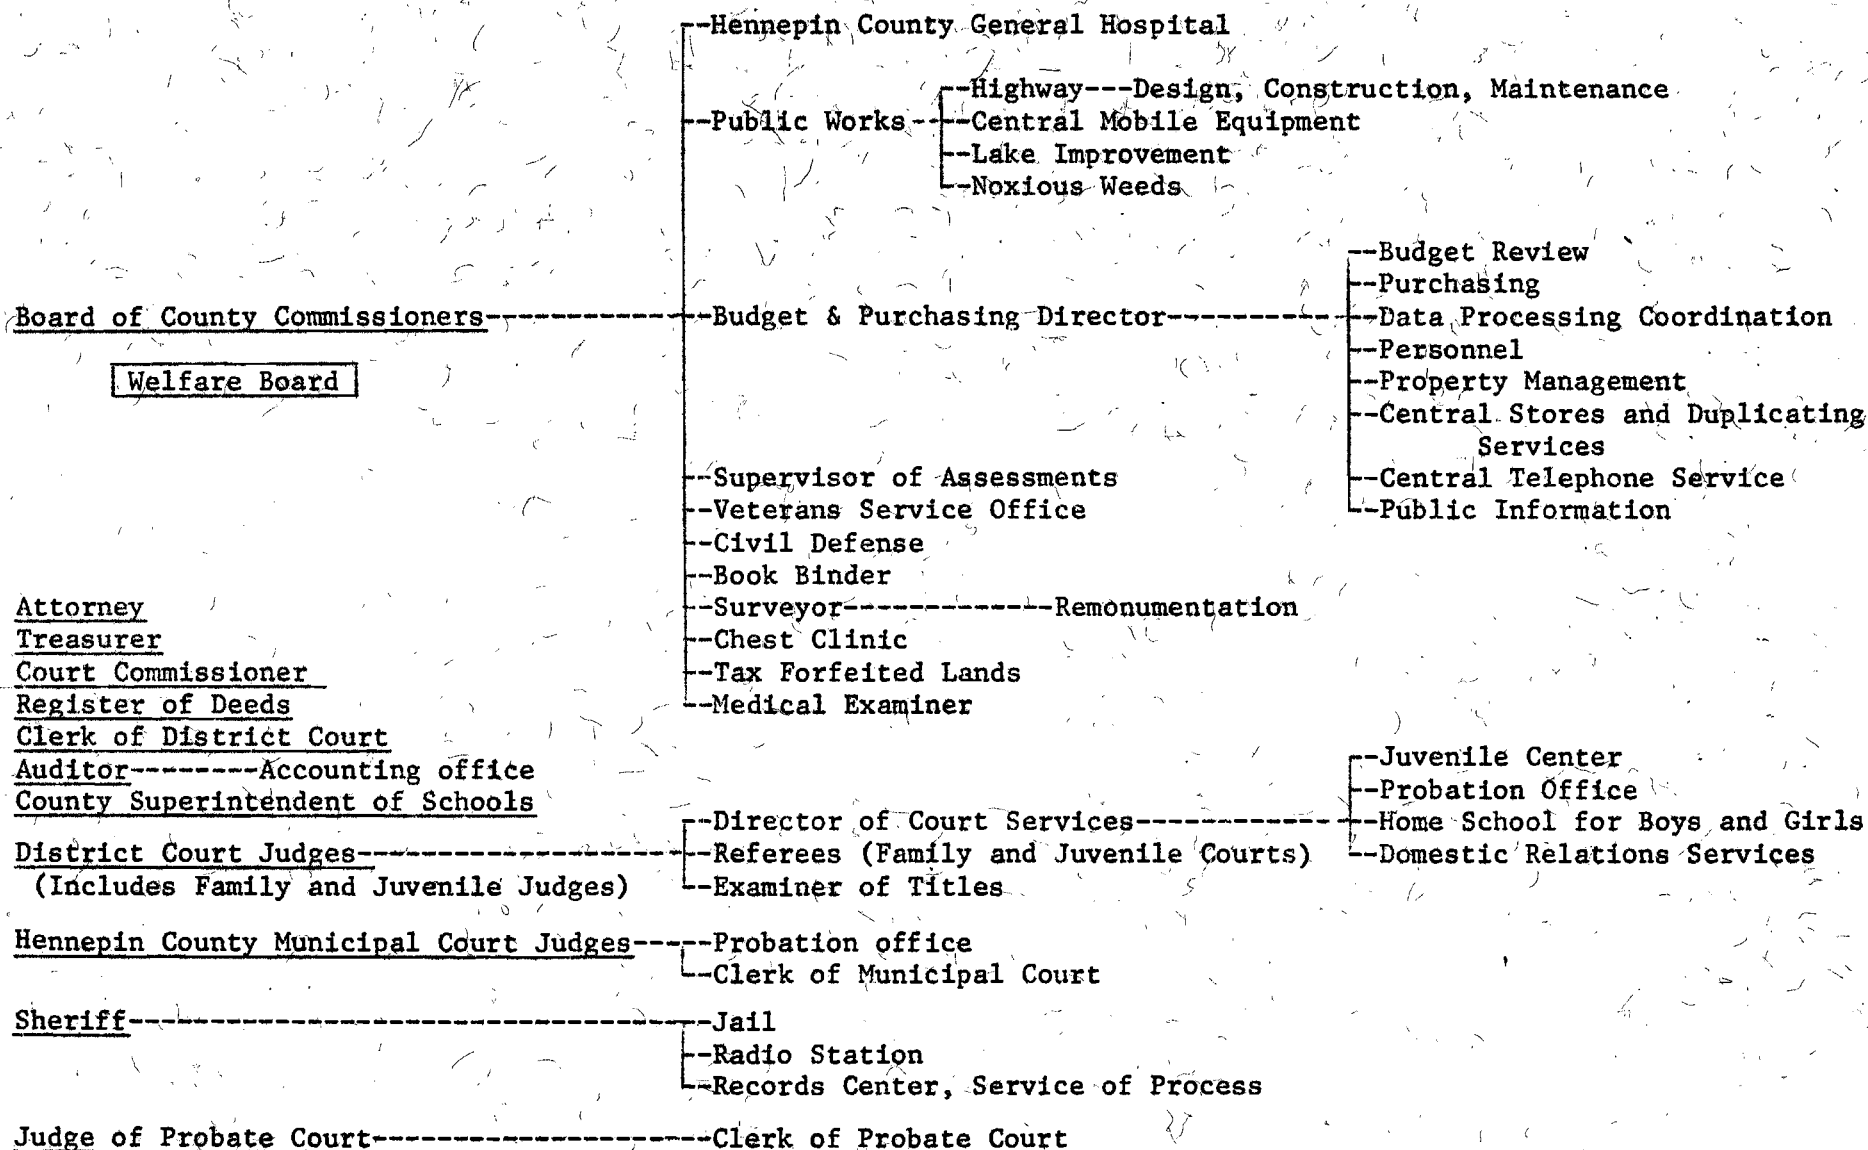 Hennepin County General Hospital
Highway---Design, Construction, Maintenance
Public Works
Central Mobile Equipment
Lake Improvement
Noxious Weeds
Budget Review
Purchasing
Board of County Commissioners
Budget & Purchasing Director
Data Processing Coordination
Personnel
Welfare Board
Property Management
Central Stores and Duplicating
Services
Supervisor of Assessments
Central Telephone Service
Veterans Service Office
Public Information
Civil Defense
Book Binder
Attorney
Surveyor
Remonumentation
Treasurer
Chest Clinic
Court Commissioner
Tax Forfeited Lands
Register of Deeds
Medical Examiner
Clerk of District Court
Auditor--------Accounting office
County Superintendent of Schools
Juvenile Center
Probation Office
Director of Court Services
Home School for Boys and Girls
District Court Judges
Referees (Family and Juvenile Courts)
Domestic Relations Services
(Includes Family and Juvenile Judges)
Examiner of Titles
Hennepin County Municipal Court Judges
Probation office
Clerk of Municipal Court
Sheriff
Jail
Radio Station
Records Center, Service of Process
Judge of Probate Court
Clerk of Probate Court